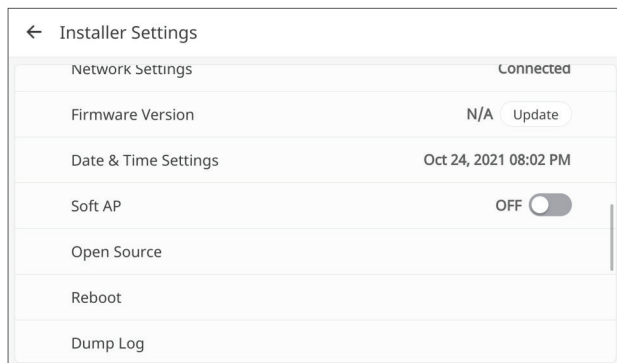 Installer Settings
Network Settings Connected
Firmware Version N/A Update
Date & Time Settings Oct 24, 2021 08:02 PM
Soft AP OFF
Open Source
Reboot
Dump Log